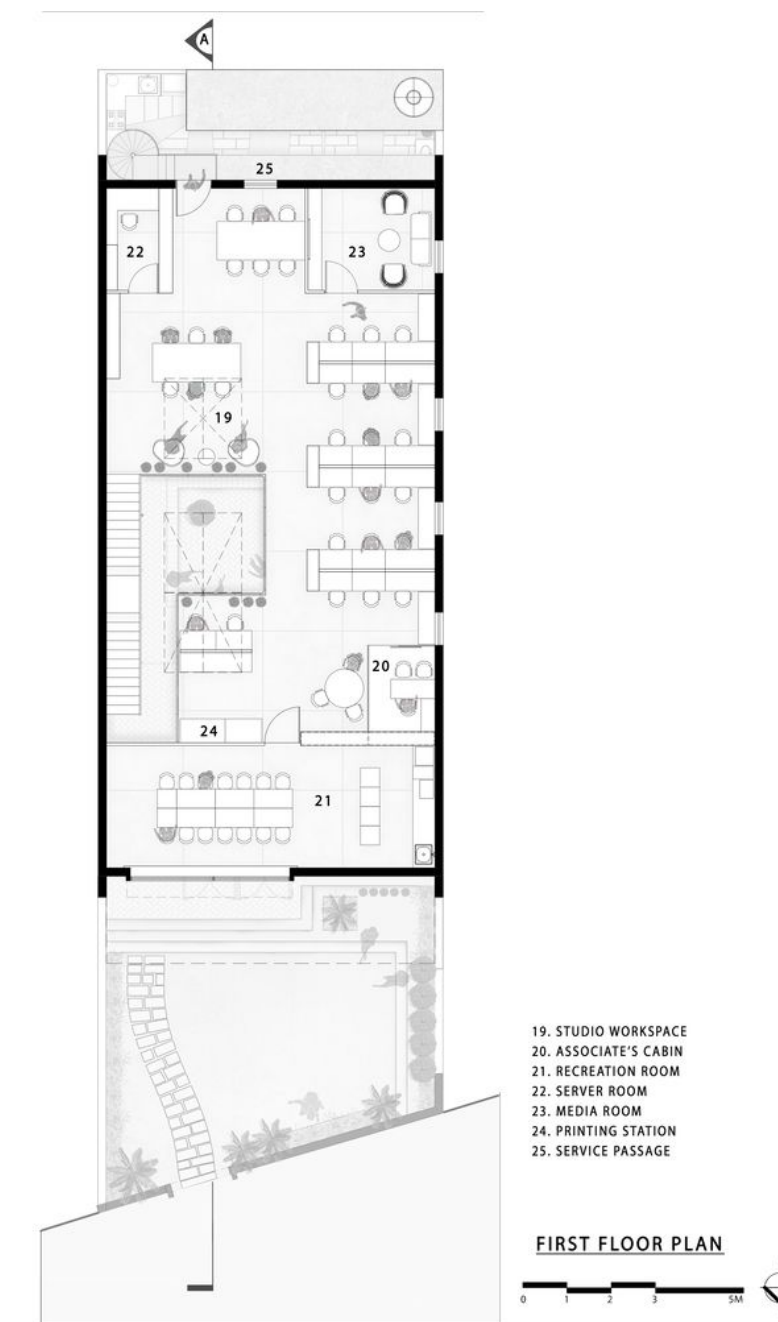 A
25
22
23
19
20
24
21
19. STUDIO WORKSPACE
20. ASSOCIATE'S CABIN
21. RECREATION ROOM
22. SERVER ROOM
23. MEDIA ROOM
24. PRINTING STATION
25. SERVICE PASSAGE
FIRST FLOOR PLAN
0 1 2 3 5M